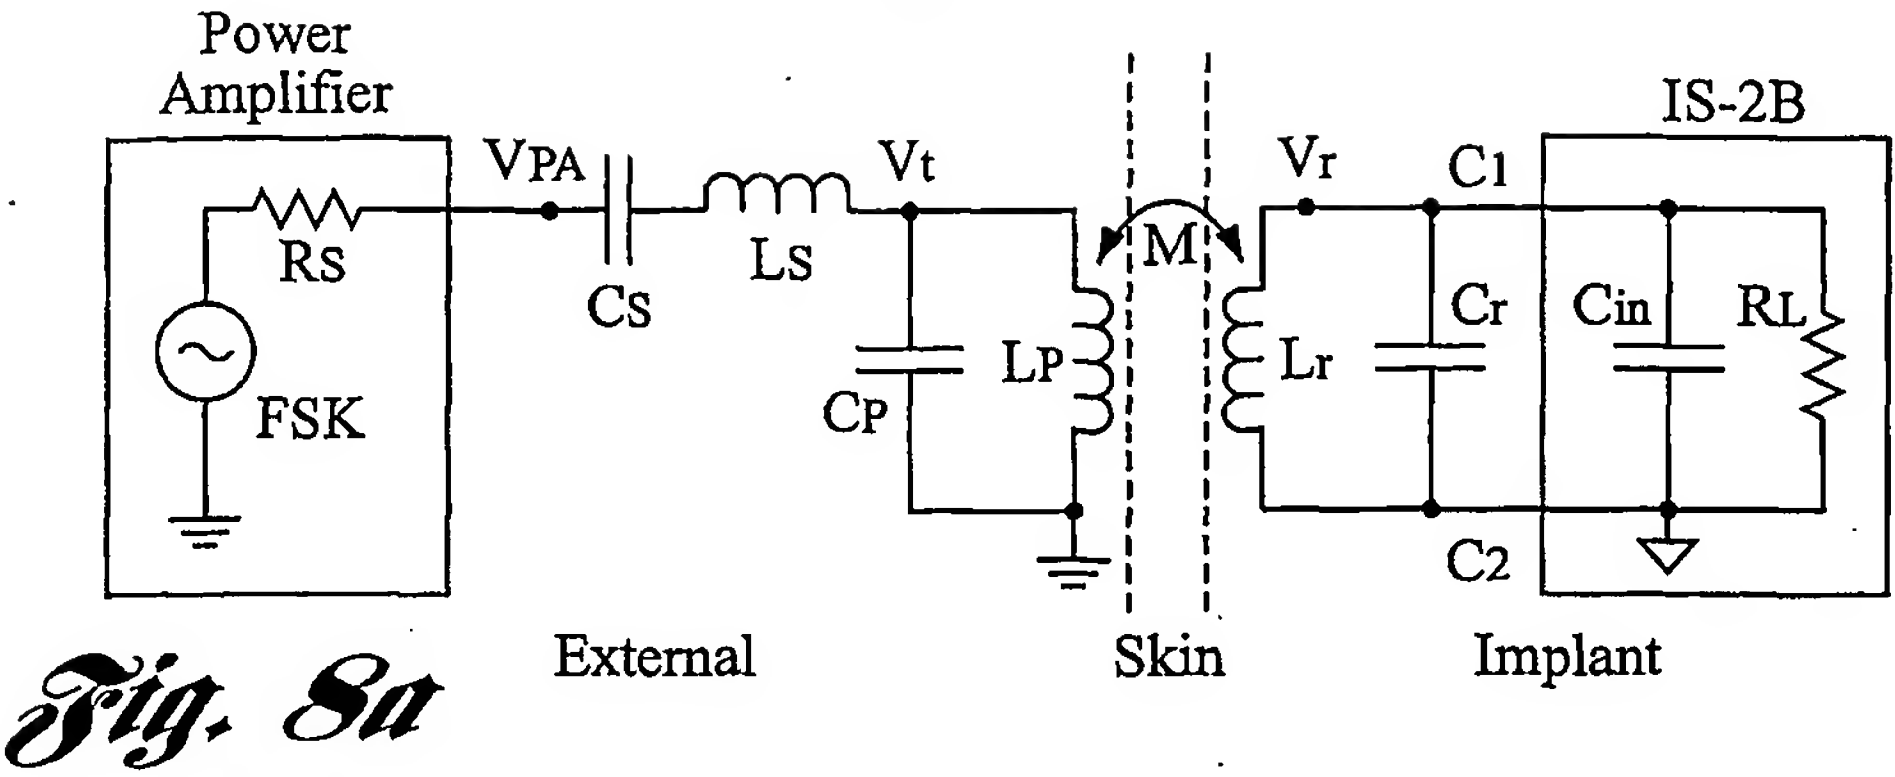 Power
Amplifier
IS-2B
VPA
Vt
Vr
C1
RS
LS
M
CS
Cr
Cin
RL
LP
Lr
CP
FSK
C2
External
Skin
Implant
Fig. 8a